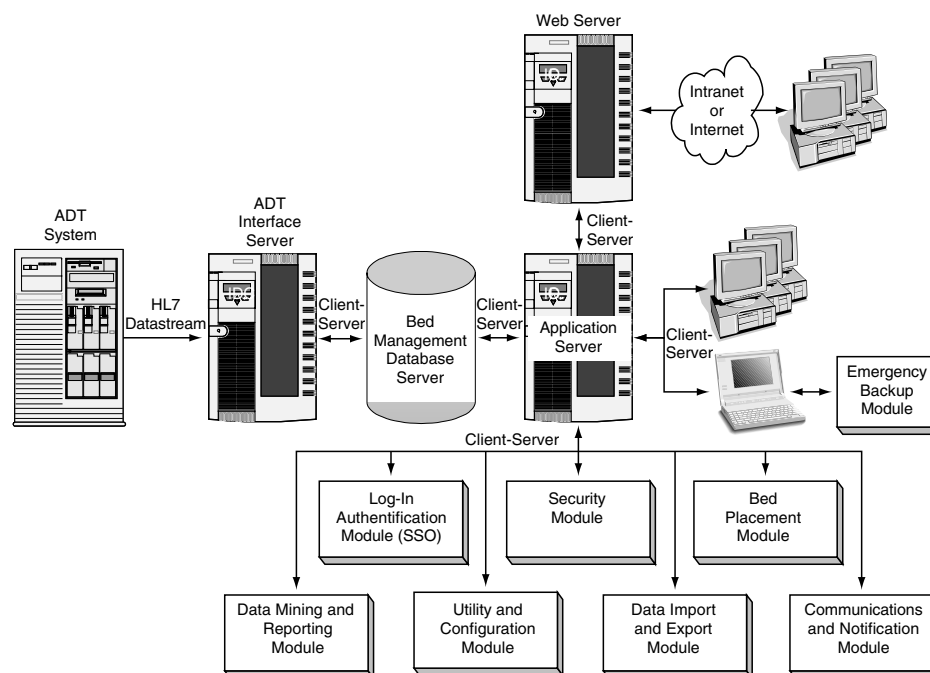 Web Server
Intranet
or
Internet
ADT
System
ADT
Interface
Server
Client-
Server
HL7
Datastream
Client-
Server
Bed
Management
Database
Server
Client-
Server
Application
Server
Client-
Server
Emergency
Backup
Module
Client-Server
Log-In
Authentification
Module (SSO)
Security
Module
Bed
Placement
Module
Data Mining and
Reporting
Module
Utility and
Configuration
Module
Data Import
and Export
Module
Communications
and Notification
Module